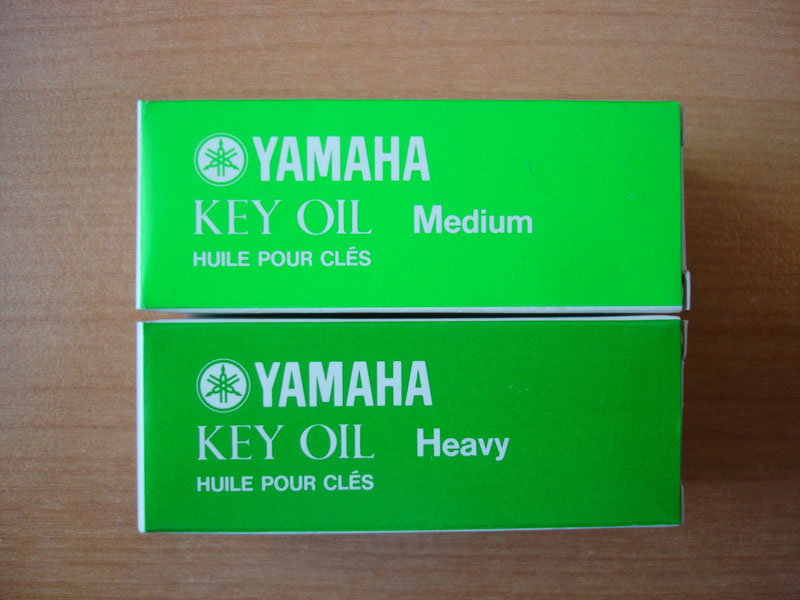 YAMAHA
KEY OIL Medium
HUILE POUR CLÉS
YAMAHA
KEY OIL Heavy
HUILE POUR CLÉS